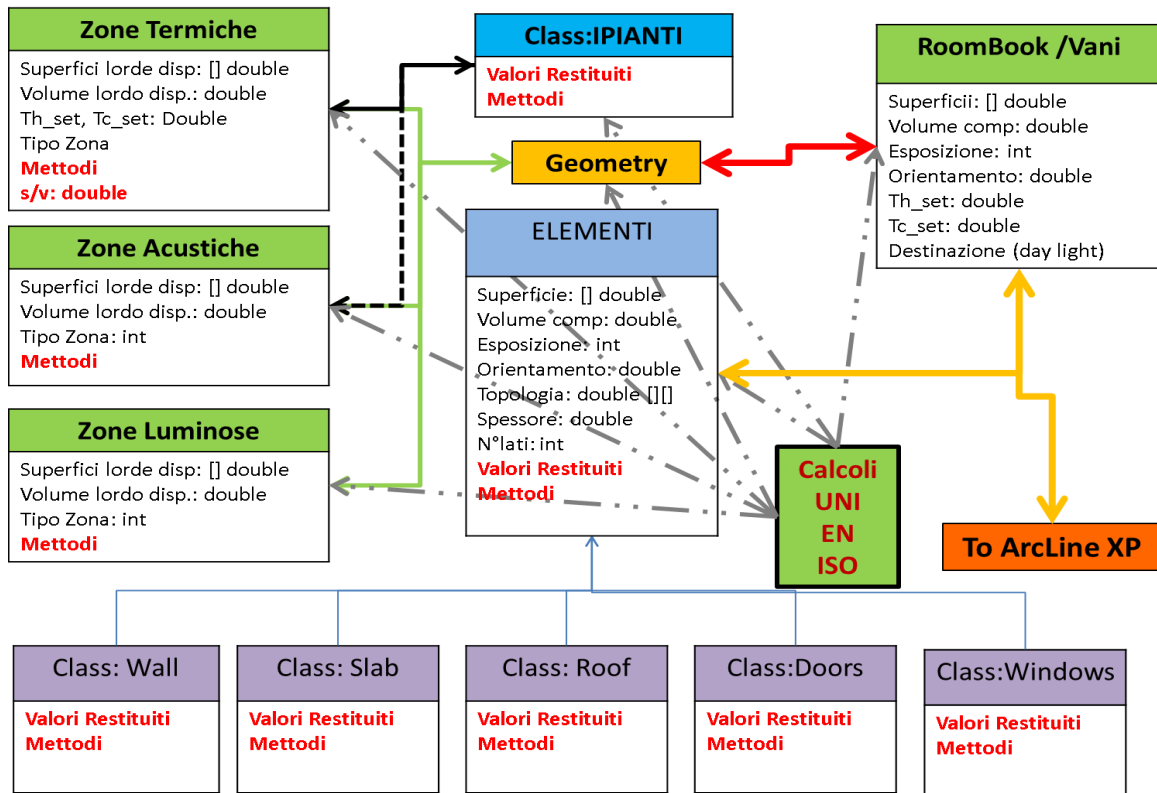 Zone Termiche
Superfici lorde disp: [] double
Volume lordo disp.: double
Th_set, Tc_set: Double
Tipo Zona
Mettodi
s/v: double
Class:IPIANTI
Valori Restituiti
Mettodi
RoomBook /Vani
Superficii: [] double
Volume comp: double
Esposizione: int
Orientamento: double
Th_set: double
Tc_set: double
Destinazione (day light)
Geometry
Zone Acustiche
Superfici lorde disp: [] double
Volume lordo disp.: double
Tipo Zona: int
Mettodi
ELEMENTI
Superficie: [] double
Volume comp: double
Esposizione: int
Orientamento: double
Topologia: double [][]
Spessore: double
N°lati: int
Valori Restituiti
Mettodi
Zone Luminose
Superfici lorde disp: [] double
Volume lordo disp.: double
Tipo Zona: int
Mettodi
Calcoli
UNI
EN
ISO
To ArcLine XP
Class: Wall
Valori Restituiti
Mettodi
Class: Slab
Valori Restituiti
Mettodi
Class: Roof
Valori Restituiti
Mettodi
Class:Doors
Valori Restituiti
Mettodi
Class:Windows
Valori Restituiti
Mettodi